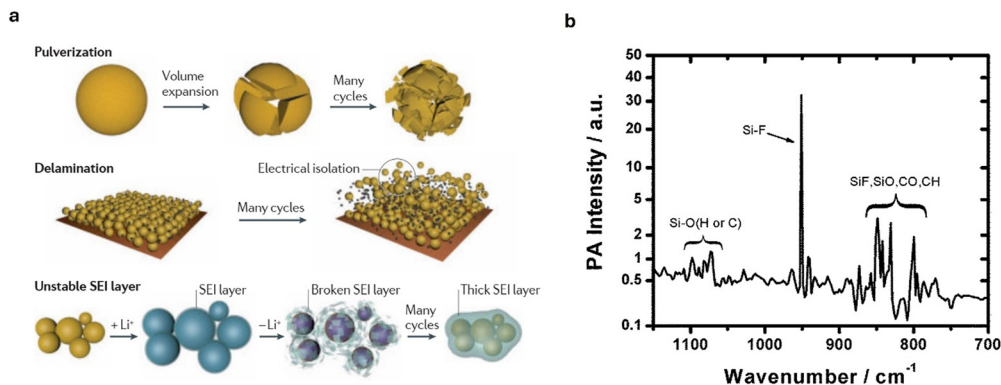 a
Pulverization
Volume
expansion
Many
cycles
Delamination
Electrical isolation
Many cycles
Unstable SEI layer
SEI layer
Broken SEI layer
Thick SEI layer
+ Li⁺
−Li⁺
Many
cycles
b
PA Intensity / a.u.
50
30
20
10
5
2
1
0.5
0.1
Si-F
SiF,SiO,CO,CH
Si-O(H or C)
1100 1000 900 800 700
Wavenumber / cm⁻¹